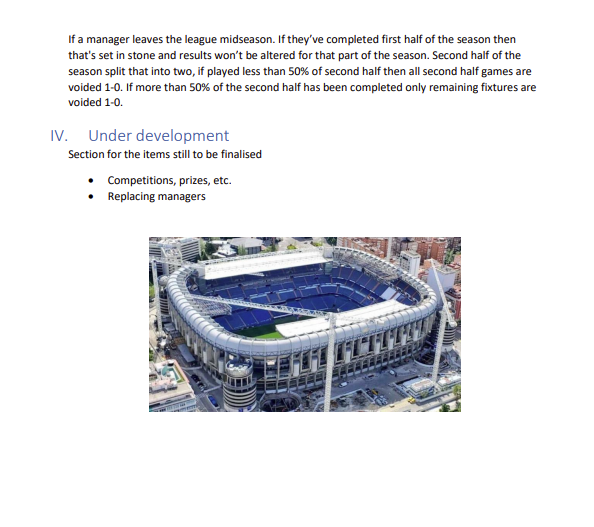 If a manager leaves the league midseason. If they've completed first half of the season then
that's set in stone and results won't be altered for that part of the season. Second half of the
season split that into two, if played less than 50% of second half then all second half games are
voided 1-0. If more than 50% of the second half has been completed only remaining fixtures are
voided 1-0.
IV. Under development
Section for the items still to be finalised
• Competitions, prizes, etc.
• Replacing managers